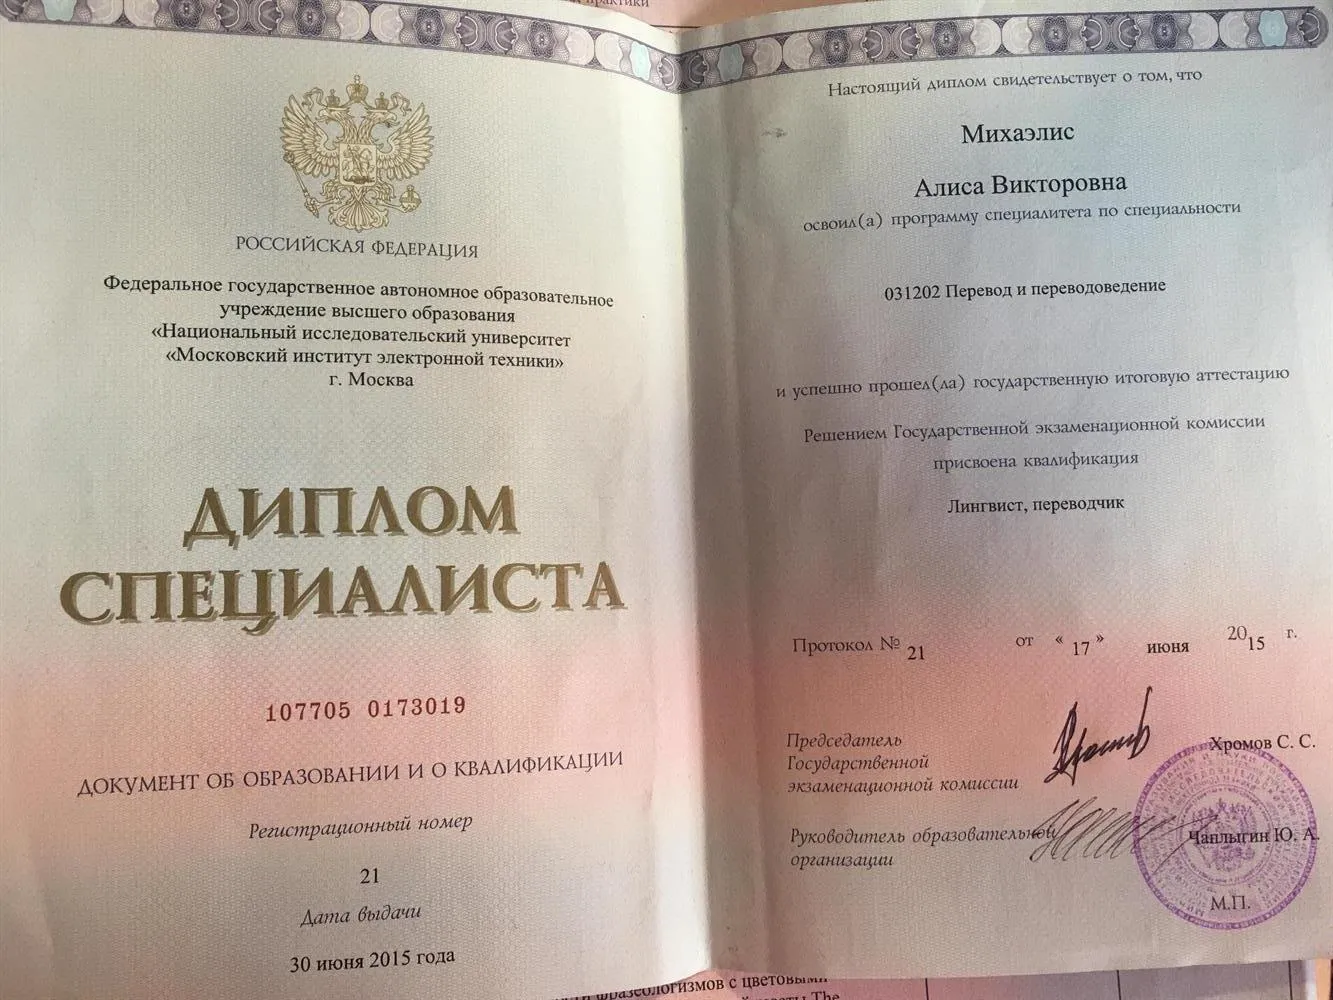 практики
РОССИЙСКАЯ ФЕДЕРАЦИЯ
Федеральное государственное автономное образовательное
учреждение высшего образования
«Национальный исследовательский университет
«Московский институт электронной техники»
г. Москва
ДИПЛОМ
СПЕЦИАЛИСТА
107705 0173019
ДОКУМЕНТ ОБ ОБРАЗОВАНИИ И О КВАЛИФИКАЦИИ
Регистрационный номер
21
Дата выдачи
30 июня 2015 года
Настоящий диплом свидетельствует о том, что
Михаэлис
Алиса Викторовна
освоил(а) программу специалитета по специальности
031202 Перевод и переводоведение
и успешно прошел(ла) государственную итоговую аттестацию
Решением Государственной экзаменационной комиссии
присвоена квалификация
Лингвист, переводчик
Протокол № 21 от « 17 » июня 2015 г.
Председатель
Государственной
экзаменационной комиссии
Хромов С. С.
Руководитель образовательной
организации
Чаплыгин Ю. А.
М.П.
фразеологизмов с цветовыми
The